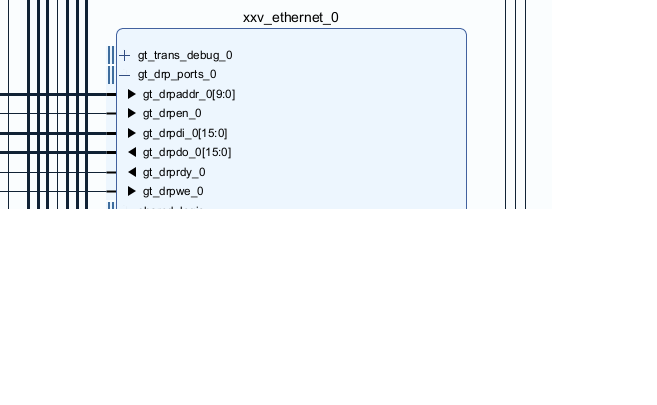 xxv_ethernet_0
gt_trans_debug_0
gt_drp_ports_0
gt_drpaddr_0[9:0]
gt_drpen_0
gt_drpdi_0[15:0]
gt_drpdo_0[15:0]
gt_drprdy_0
gt_drpwe_0